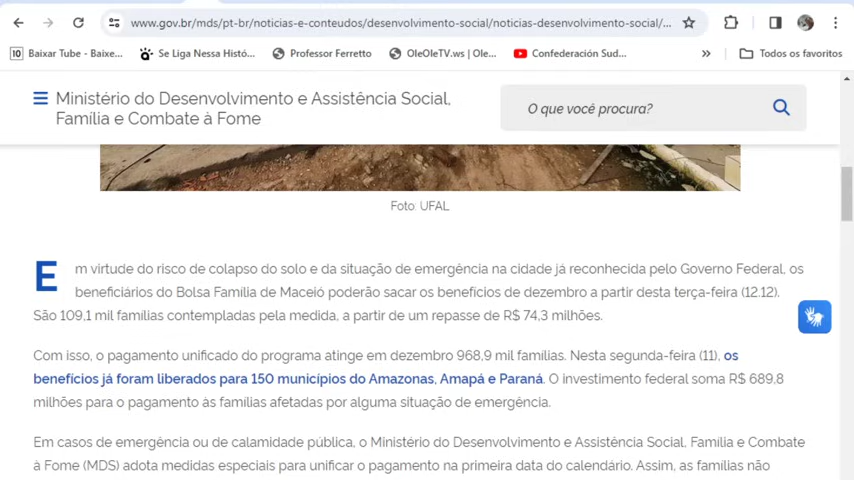 www.gov.br/mds/pt-br/noticias-e-conteudos/desenvolvimento-social/noticias-desenvolvimento-social/...
10 Baixar Tube - Baixe... Se Liga Nessa Histó... Professor Ferretto OleOleTV.ws | Ole... Confederación Sud... » Todos os favoritos
Ministério do Desenvolvimento e Assistência Social,
Família e Combate à Fome
O que você procura?
Foto: UFAL
Em virtude do risco de colapso do solo e da situação de emergência na cidade já reconhecida pelo Governo Federal, os
beneficiários do Bolsa Família de Maceió poderão sacar os benefícios de dezembro a partir desta terça-feira (12.12).
São 109,1 mil famílias contempladas pela medida, a partir de um repasse de R$ 74,3 milhões.
Com isso, o pagamento unificado do programa atinge em dezembro 968,9 mil famílias. Nesta segunda-feira (11), os
benefícios já foram liberados para 150 municípios do Amazonas, Amapá e Paraná. O investimento federal soma R$ 689,8
milhões para o pagamento às famílias afetadas por alguma situação de emergência.
Em casos de emergência ou de calamidade pública, o Ministério do Desenvolvimento e Assistência Social, Família e Combate
à Fome (MDS) adota medidas especiais para unificar o pagamento na primeira data do calendário. Assim, as famílias não